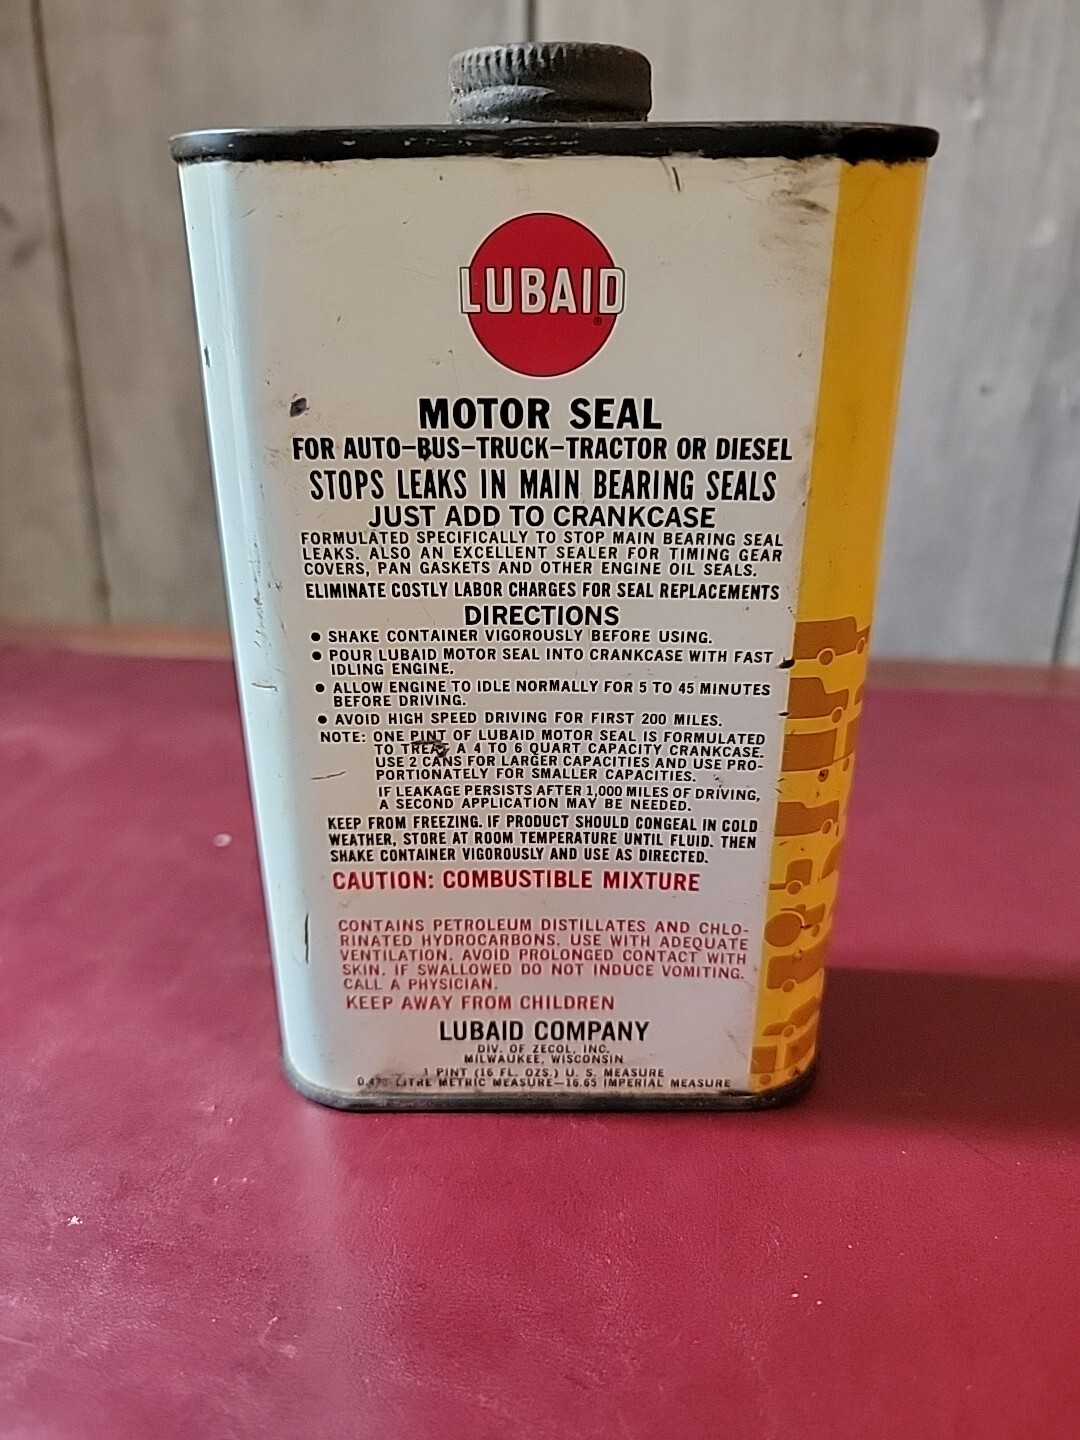 LUBAID
®
MOTOR SEAL
FOR AUTO–BUS–TRUCK–TRACTOR OR DIESEL
STOPS LEAKS IN MAIN BEARING SEALS
JUST ADD TO CRANKCASE
FORMULATED SPECIFICALLY TO STOP MAIN BEARING SEAL
LEAKS. ALSO AN EXCELLENT SEALER FOR TIMING GEAR
COVERS, PAN GASKETS AND OTHER ENGINE OIL SEALS.
ELIMINATE COSTLY LABOR CHARGES FOR SEAL REPLACEMENTS
DIRECTIONS
● SHAKE CONTAINER VIGOROUSLY BEFORE USING.
● POUR LUBAID MOTOR SEAL INTO CRANKCASE WITH FAST
IDLING ENGINE.
● ALLOW ENGINE TO IDLE NORMALLY FOR 5 TO 45 MINUTES
BEFORE DRIVING.
● AVOID HIGH SPEED DRIVING FOR FIRST 200 MILES.
NOTE: ONE PINT OF LUBAID MOTOR SEAL IS FORMULATED
TO TREAT A 4 TO 6 QUART CAPACITY CRANKCASE.
USE 2 CANS FOR LARGER CAPACITIES AND USE PRO-
PORTIONATELY FOR SMALLER CAPACITIES.
IF LEAKAGE PERSISTS AFTER 1,000 MILES OF DRIVING,
A SECOND APPLICATION MAY BE NEEDED.
KEEP FROM FREEZING. IF PRODUCT SHOULD CONGEAL IN COLD
WEATHER, STORE AT ROOM TEMPERATURE UNTIL FLUID. THEN
SHAKE CONTAINER VIGOROUSLY AND USE AS DIRECTED.
CAUTION: COMBUSTIBLE MIXTURE
CONTAINS PETROLEUM DISTILLATES AND CHLO-
RINATED HYDROCARBONS. USE WITH ADEQUATE
VENTILATION. AVOID PROLONGED CONTACT WITH
SKIN. IF SWALLOWED DO NOT INDUCE VOMITING.
CALL A PHYSICIAN.
KEEP AWAY FROM CHILDREN
LUBAID COMPANY
DIV. OF ZECOL, INC.
MILWAUKEE, WISCONSIN
1 PINT (16 FL. OZS.) U. S. MEASURE
0.473 LITRE METRIC MEASURE—16.65 IMPERIAL MEASURE